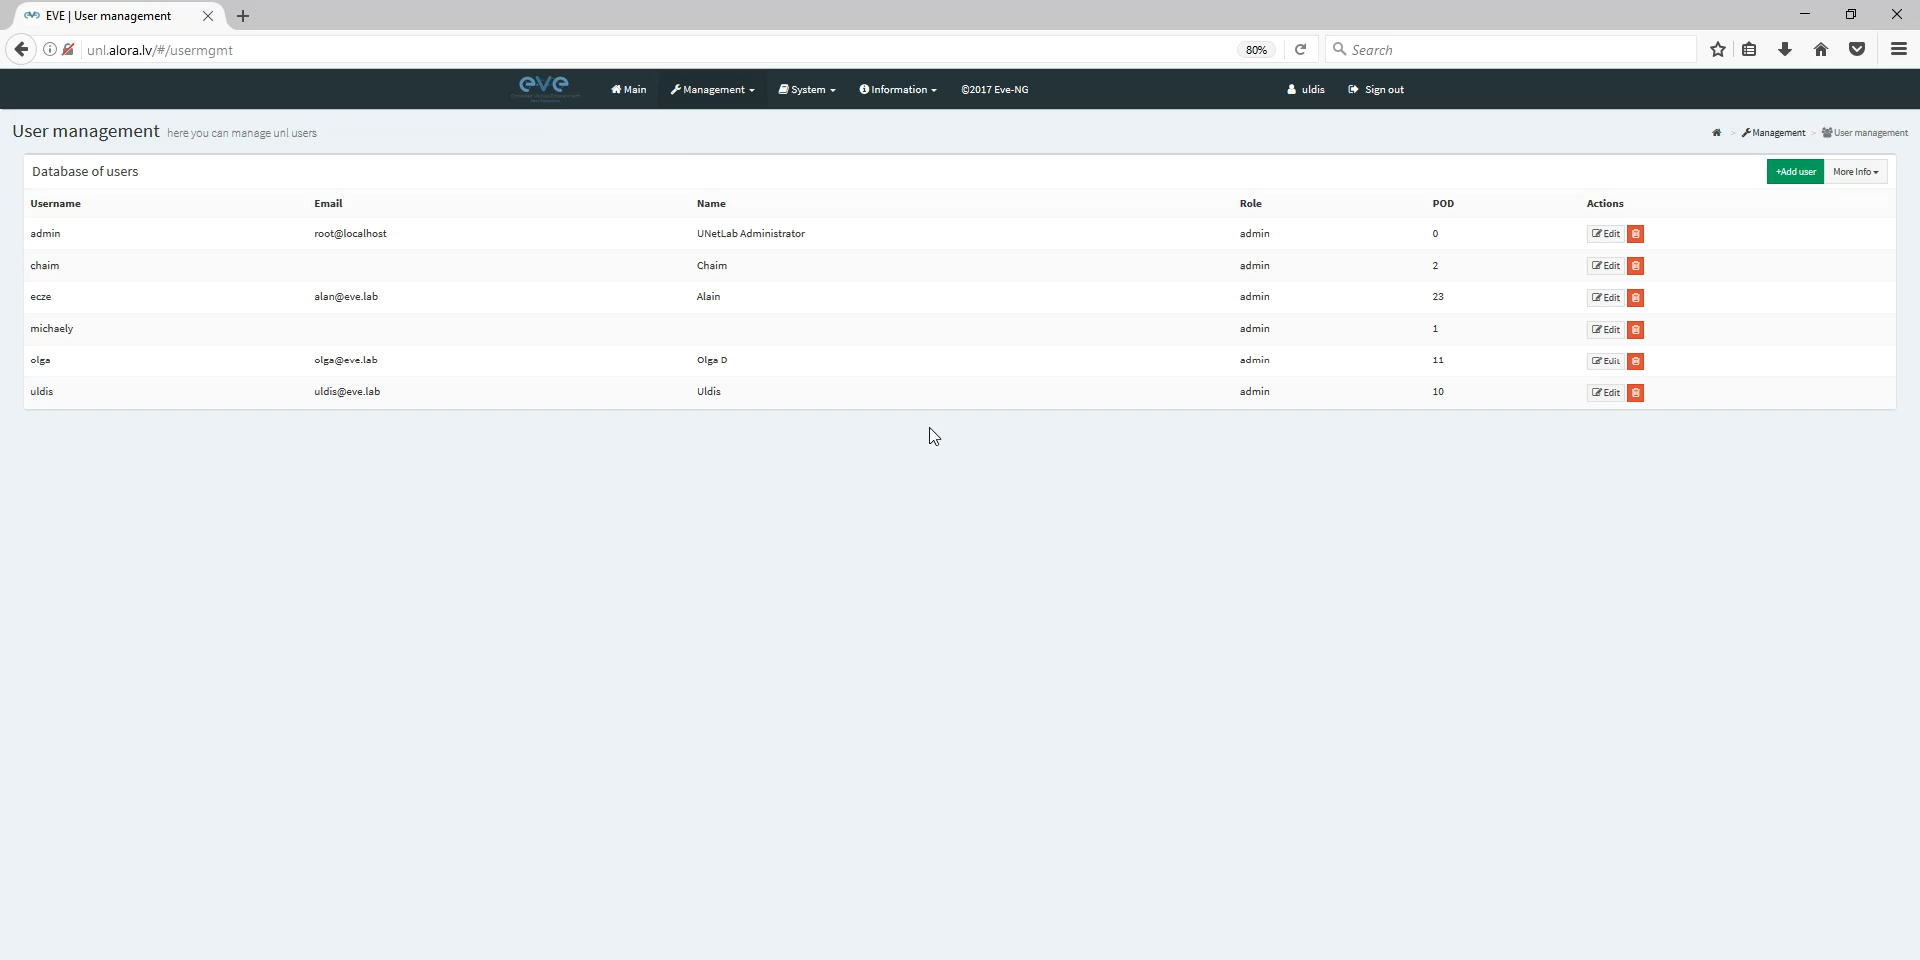 EVE | User management
unl.alora.lv/#/usermgmt
80%
Search
eve
Main
Management
System
Information
©2017 Eve-NG
uldis
Sign out
User management here you can manage unl users
> Management > User management
Database of users
+Add user
More Info
Username Email Name Role POD Actions
admin root@localhost UNetLab Administrator admin 0 Edit
chaim Chaim admin 2 Edit
ecze alan@eve.lab Alain admin 23 Edit
michaely admin 1 Edit
olga olga@eve.lab Olga D admin 11 Edit
uldis uldis@eve.lab Uldis admin 10 Edit